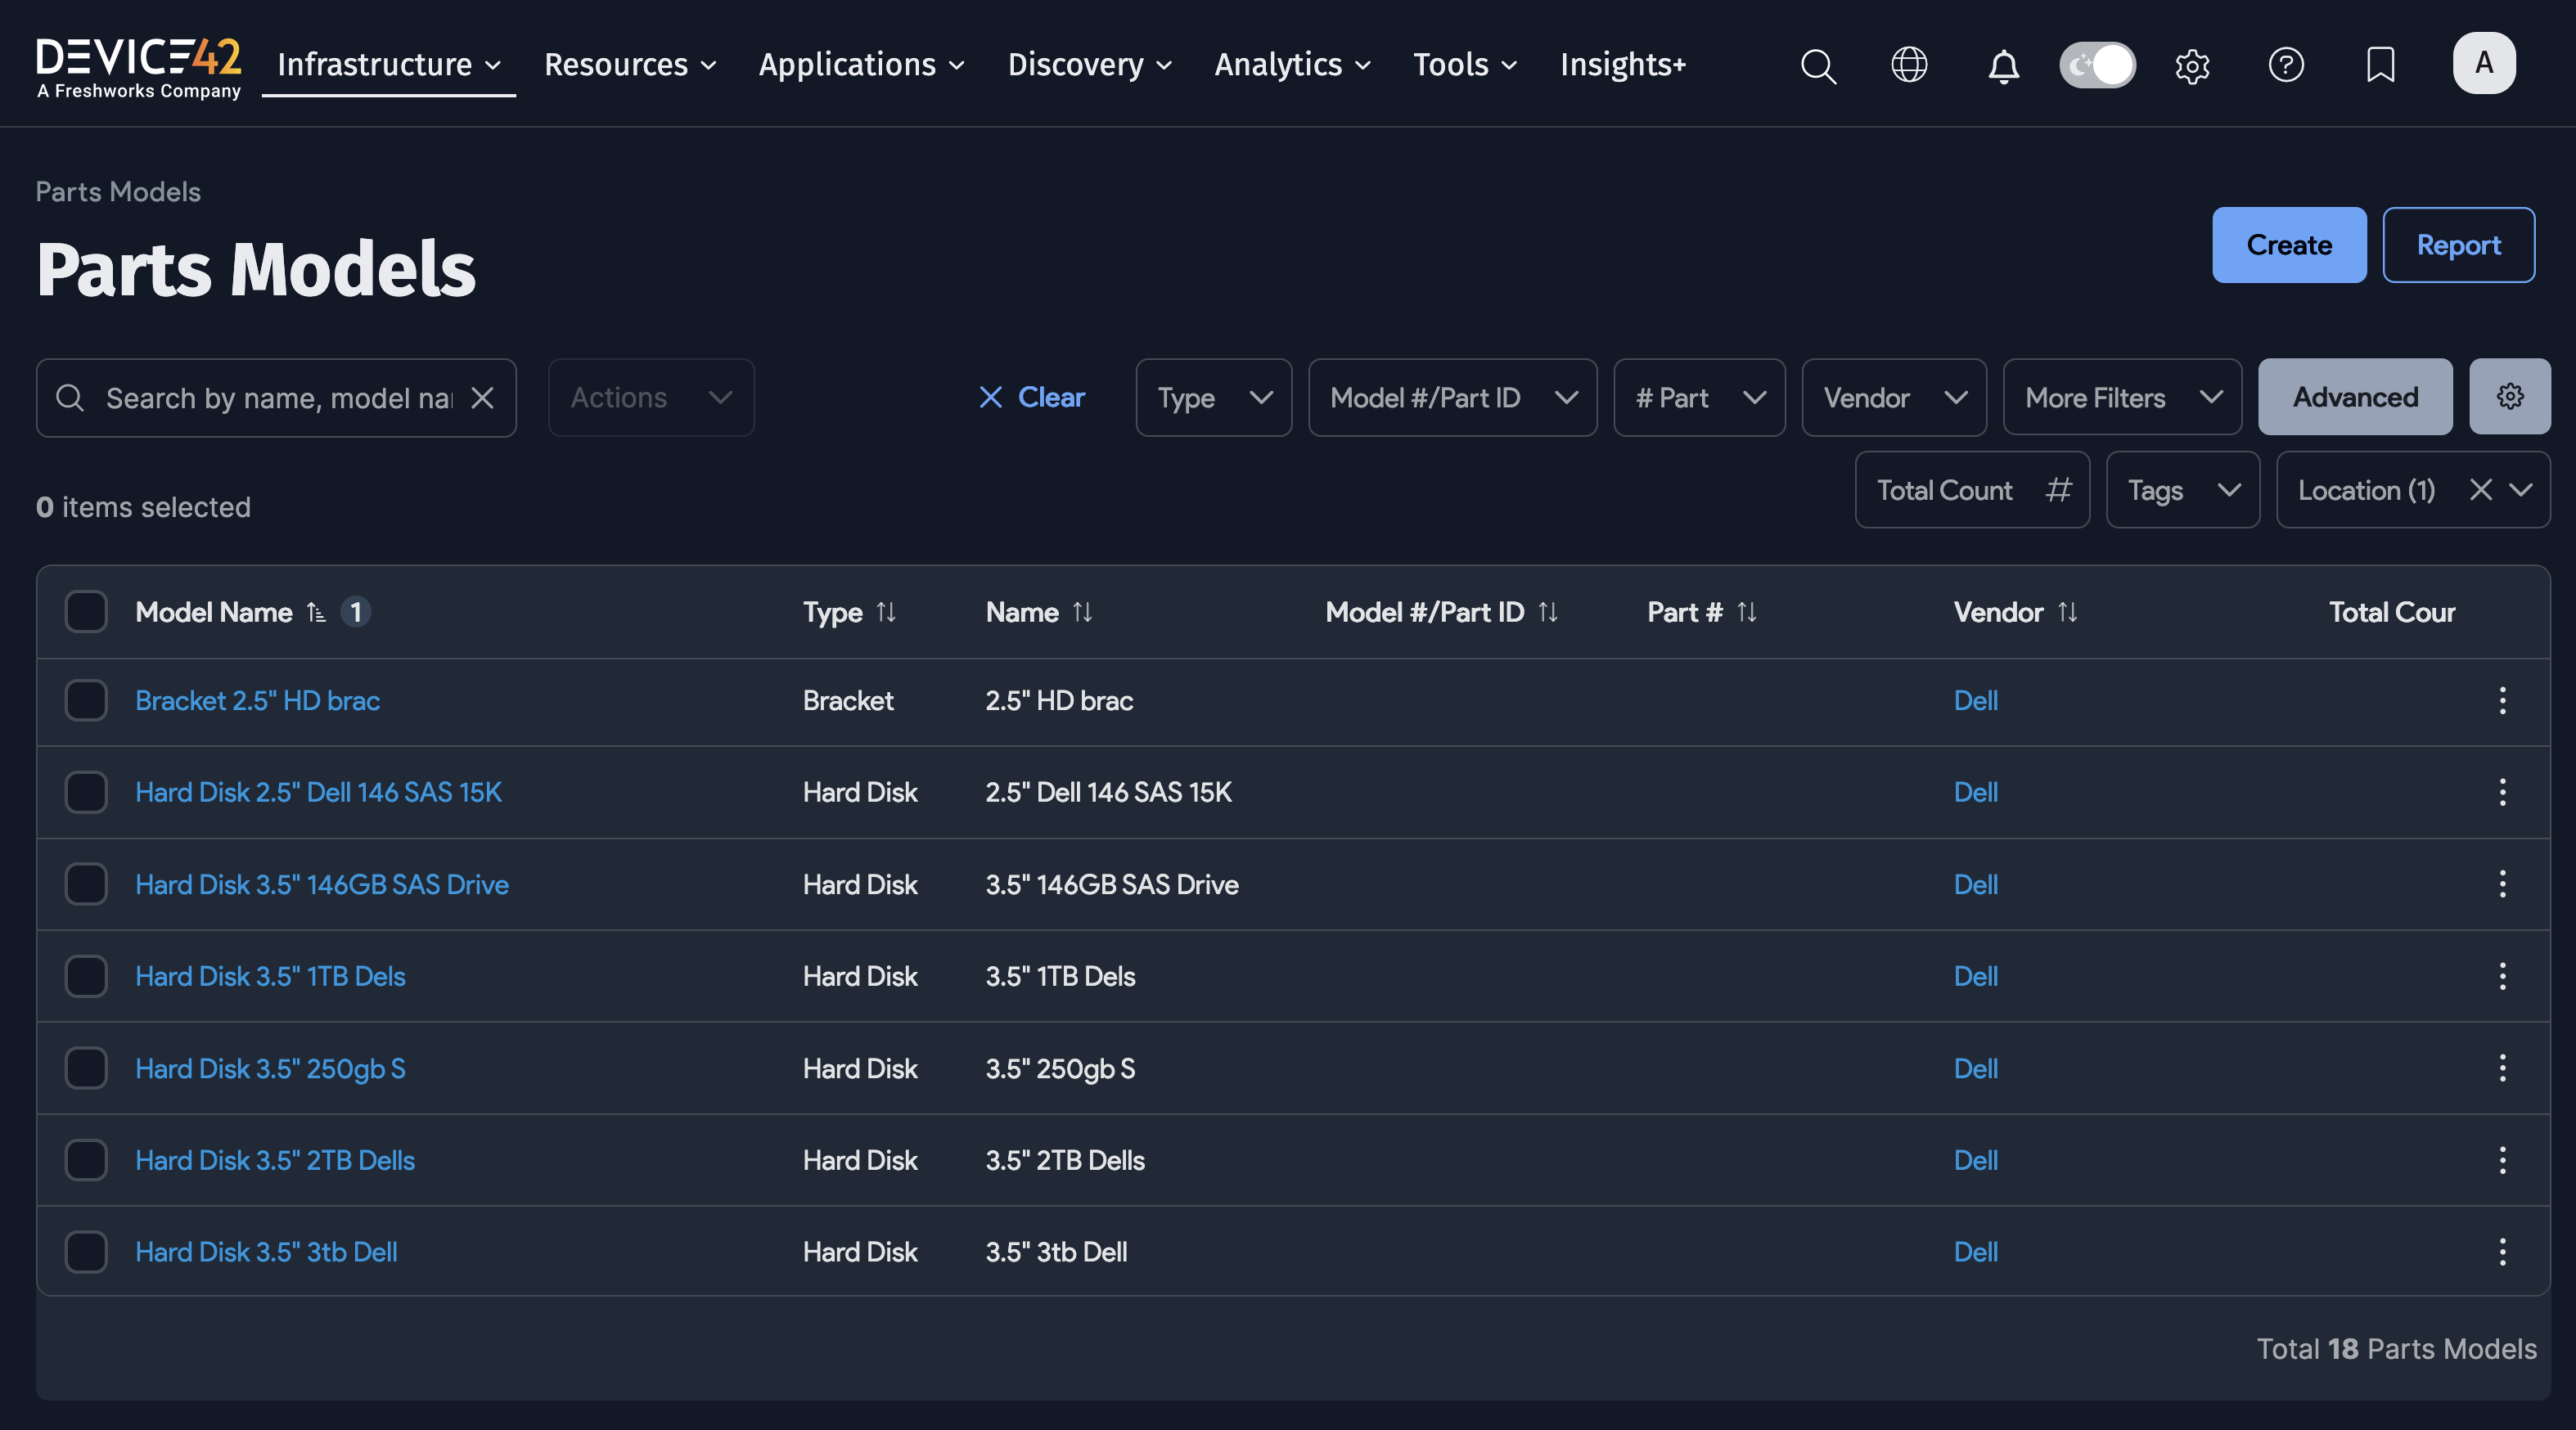 DEVICE42
A Freshworks Company
Infrastructure Resources Applications Discovery Analytics Tools Insights+
A
Parts Models
Parts Models
Create Report
Search by name, model nar
Actions
Clear
Type
Model #/Part ID
# Part
Vendor
More Filters
Advanced
0 items selected
Total Count #
Tags
Location (1)
Model Name 1 Type Name Model #/Part ID Part # Vendor Total Coun
Bracket 2.5" HD brac Bracket 2.5" HD brac Dell
Hard Disk 2.5" Dell 146 SAS 15K Hard Disk 2.5" Dell 146 SAS 15K Dell
Hard Disk 3.5" 146GB SAS Drive Hard Disk 3.5" 146GB SAS Drive Dell
Hard Disk 3.5" 1TB Dels Hard Disk 3.5" 1TB Dels Dell
Hard Disk 3.5" 250gb S Hard Disk 3.5" 250gb S Dell
Hard Disk 3.5" 2TB Dells Hard Disk 3.5" 2TB Dells Dell
Hard Disk 3.5" 3tb Dell Hard Disk 3.5" 3tb Dell Dell
Total 18 Parts Models